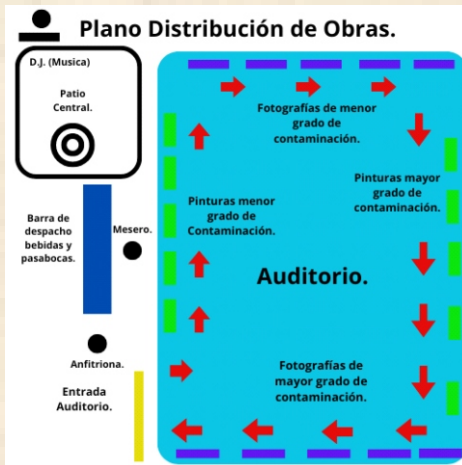 Plano Distribución de Obras.
D.J. (Musica)
Patio
Central.
Fotografías de menor
grado de
contaminación.
Pinturas mayor
grado de
contaminación.
Pinturas menor
grado de
Contaminación.
Barra de
despacho
bebidas y
pasabocas.
Mesero.
Auditorio.
Anfitriona.
Entrada
Auditorio.
Fotografías de
mayor grado de
contaminación.